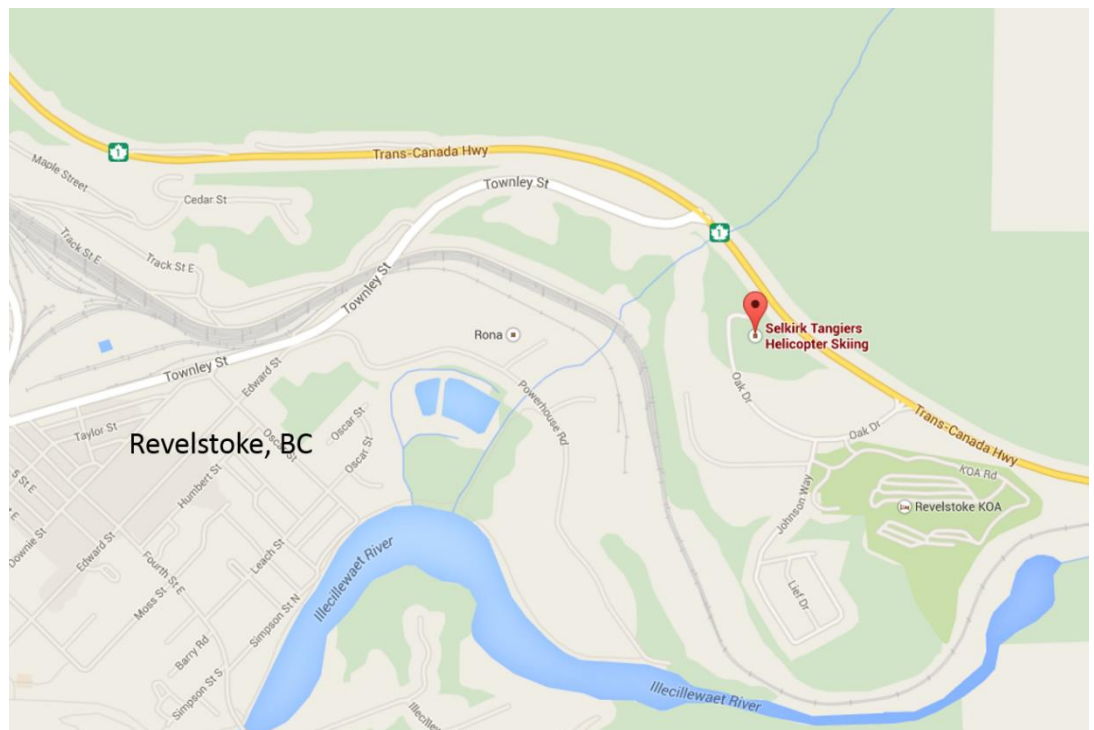 1
Trans-Canada Hwy
Maple Street
Townley St
Cedar St
1
Track St E
Track St E
Townley St
Selkirk Tangiers
Helicopter Skiing
Rona
Townley St
Edward St
Oak Dr
Powerhouse Rd
Oscar St
Trans-Canada Hwy
Taylor St
Oak Dr
Revelstoke, BC
Oscar St
KOA Rd
Humbert St
Johnson Way
Revelstoke KOA
Downie St
Edward St
Leach St
Illecillewaet River
Fourth St E
Moss St
Lief Dr
Simpson St N
Barry Rd
Simpson St S
Illecillewaet River